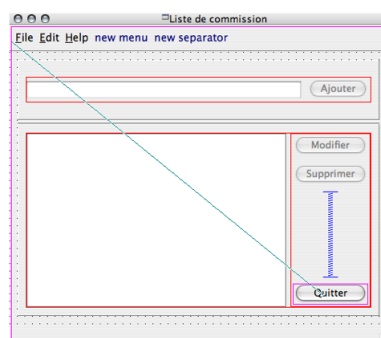 Liste de commission
File Edit Help new menu new separator
Ajouter
Modifier
Supprimer
Quitter